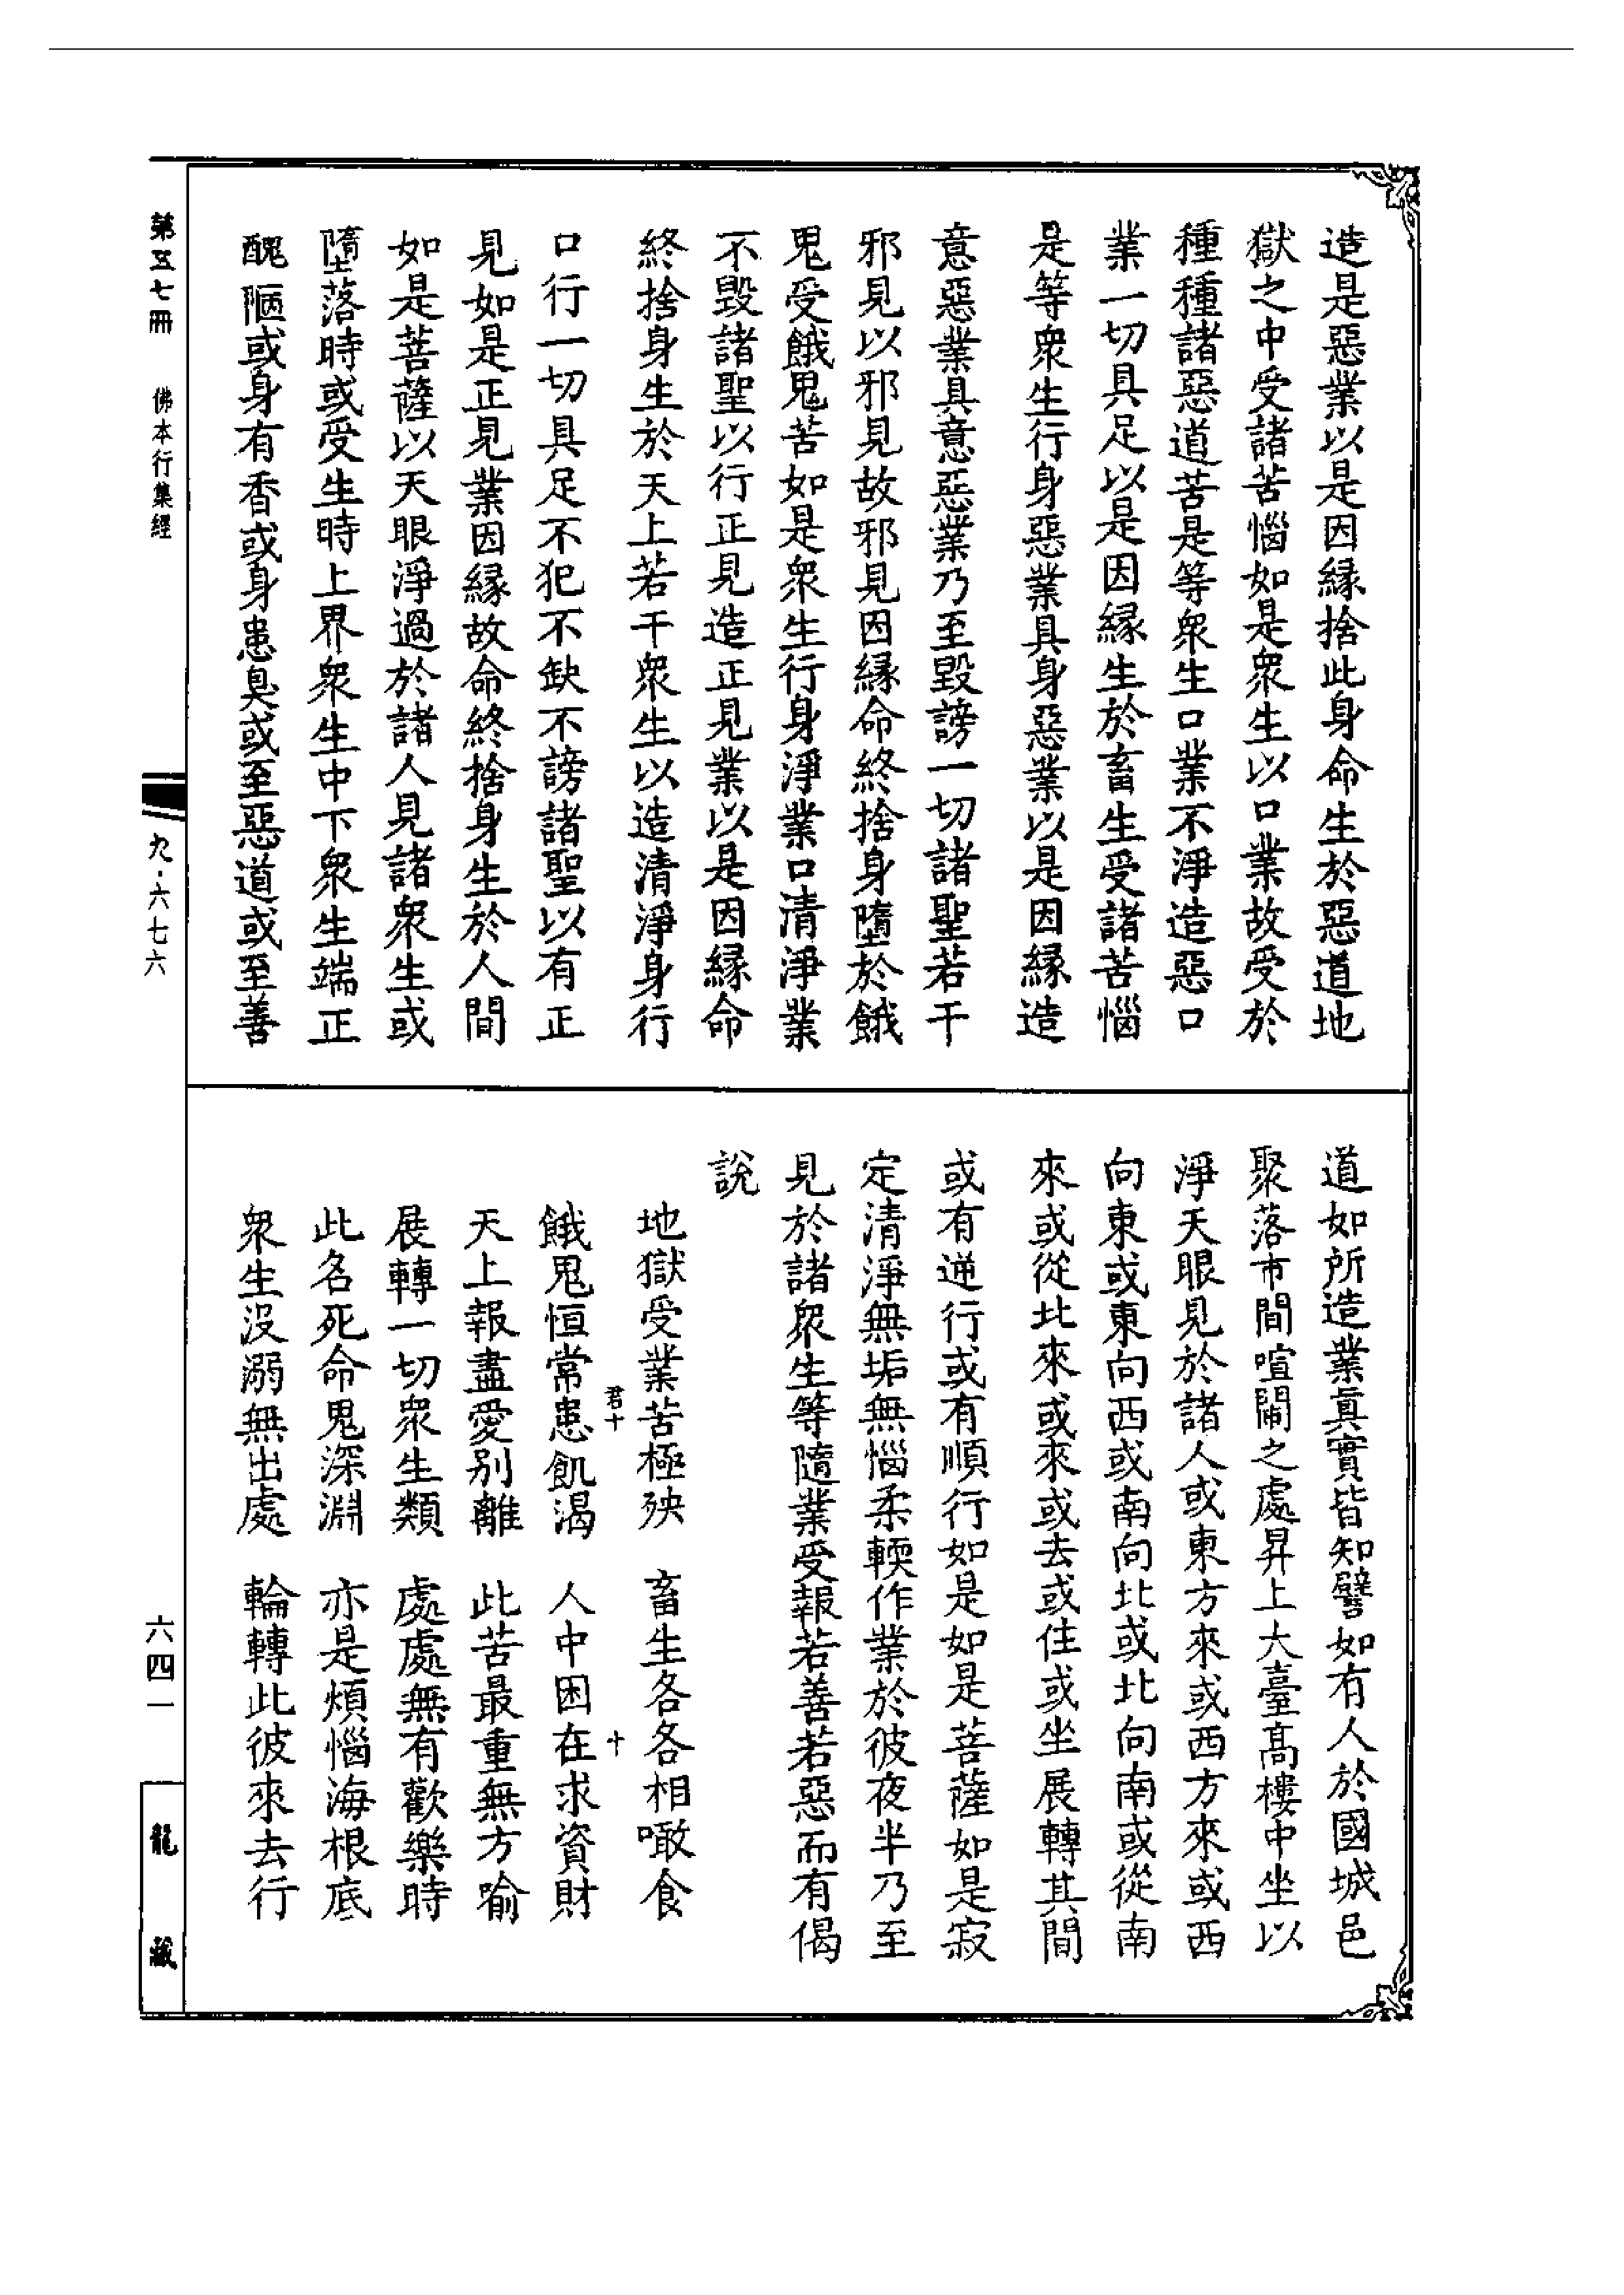 造是惡業以是因緣捨此身命生於惡道地
獄之中受諸苦惱如是衆生以口業故受於
種種諸惡道苦是等衆生口業不淨造惡口
業一切具足以是因緣生於畜生受諸苦惱
是等衆生行身惡業具身惡業以是因緣造
意惡業具意惡業乃至毀謗一切諸聖若干
邪見以邪見故邪見因緣命終捨身墮於餓
鬼受餓鬼苦如是衆生行身淨業口清淨業
不毀諸聖以行正見造正見業以是因緣命
終捨身生於天上若干衆生以造清淨身行
口行一切具足不犯不缺不謗諸聖以有正
見如是正見業因緣故命終捨身生於人間
如是菩薩以天眼淨過於諸人見諸衆生或
墮落時或受生時上界衆生中下衆生端正
醜陋或身有香或身患臭或至惡道或至善
道如所造業眞實皆知譬如有人於國城邑
聚落市間喧鬧之處昇上大臺高樓中坐以
淨天眼見於諸人或東方來或西方來或西
向東或東向西或南向北或北向南或從南
來或從北來或來或去或住或坐展轉其間
或有逆行或有順行如是如是菩薩如是寂
定清淨無垢無惱柔輭作業於彼夜半乃至
見於諸衆生等隨業受報若善若惡而有偈
說
地獄受業苦極殃 畜生各各相噉食
餓鬼恒常患飢渴 人中困在求資財
君十 十
天上報盡愛別離 此苦最重無方喻
展轉一切衆生類 處處無有歡樂時
此名死命鬼深淵 亦是煩惱海根底
衆生沒溺無出處 輪轉此彼來去行
第五七冊 佛本行集經 九·六七六 六四一 龍藏